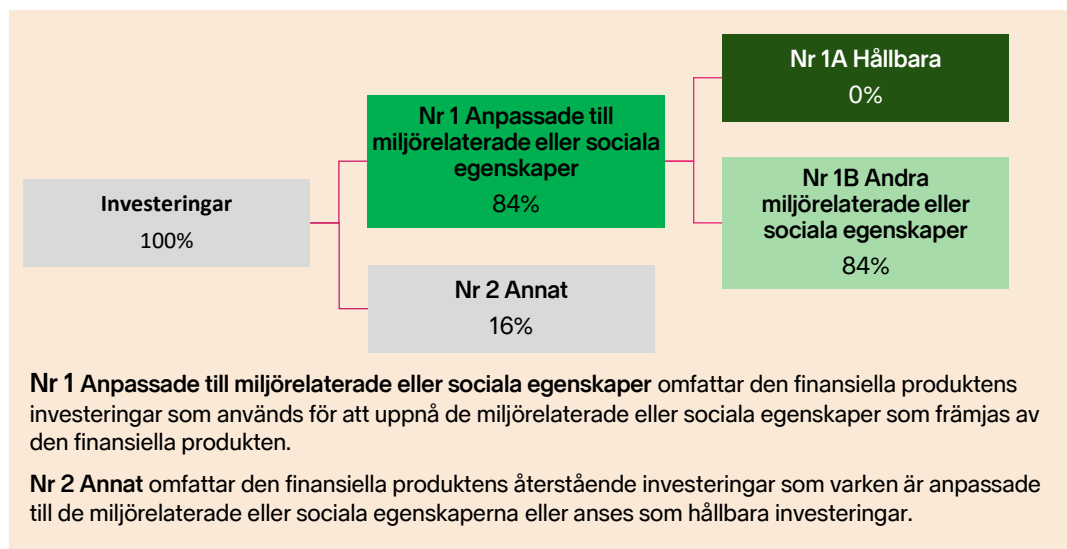 Investeringar
100%
Nr 1 Anpassade till
miljörelaterade eller sociala
egenskaper
84%
Nr 2 Annat
16%
Nr 1A Hållbara
0%
Nr 1B Andra
miljörelaterade eller
sociala egenskaper
84%
Nr 1 Anpassade till miljörelaterade eller sociala egenskaper omfattar den finansiella produktens
investeringar som används för att uppnå de miljörelaterade eller sociala egenskaper som främjas av
den finansiella produkten.
Nr 2 Annat omfattar den finansiella produktens återstående investeringar som varken är anpassade
till de miljörelaterade eller sociala egenskaperna eller anses som hållbara investeringar.